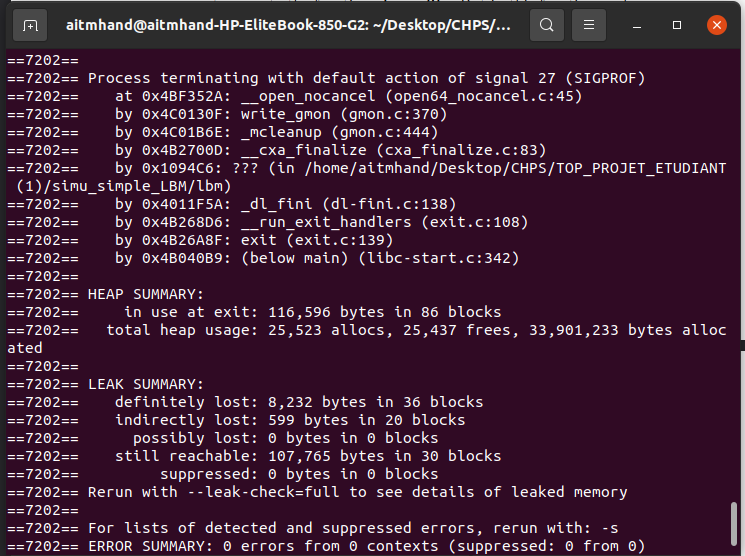 aitmhand@aitmhand-HP-EliteBook-850-G2: ~/Desktop/CHPS/...
==7202==
==7202== Process terminating with default action of signal 27 (SIGPROF)
==7202==    at 0x4BF352A: __open_nocancel (open64_nocancel.c:45)
==7202==    by 0x4C0130F: write_gmon (gmon.c:370)
==7202==    by 0x4C01B6E: _mcleanup (gmon.c:444)
==7202==    by 0x4B2700D: __cxa_finalize (cxa_finalize.c:83)
==7202==    by 0x1094C6: ??? (in /home/aitmhand/Desktop/CHPS/TOP_PROJET_ETUDIANT
 (1)/simu_simple_LBM/lbm)
==7202==    by 0x4011F5A: _dl_fini (dl-fini.c:138)
==7202==    by 0x4B268D6: __run_exit_handlers (exit.c:108)
==7202==    by 0x4B26A8F: exit (exit.c:139)
==7202==    by 0x4B040B9: (below main) (libc-start.c:342)
==7202==
==7202== HEAP SUMMARY:
==7202==     in use at exit: 116,596 bytes in 86 blocks
==7202==   total heap usage: 25,523 allocs, 25,437 frees, 33,901,233 bytes alloc
ated
==7202==
==7202== LEAK SUMMARY:
==7202==    definitely lost: 8,232 bytes in 36 blocks
==7202==    indirectly lost: 599 bytes in 20 blocks
==7202==      possibly lost: 0 bytes in 0 blocks
==7202==    still reachable: 107,765 bytes in 30 blocks
==7202==         suppressed: 0 bytes in 0 blocks
==7202== Rerun with --leak-check=full to see details of leaked memory
==7202==
==7202== For lists of detected and suppressed errors, rerun with: -s
==7202== ERROR SUMMARY: 0 errors from 0 contexts (suppressed: 0 from 0)